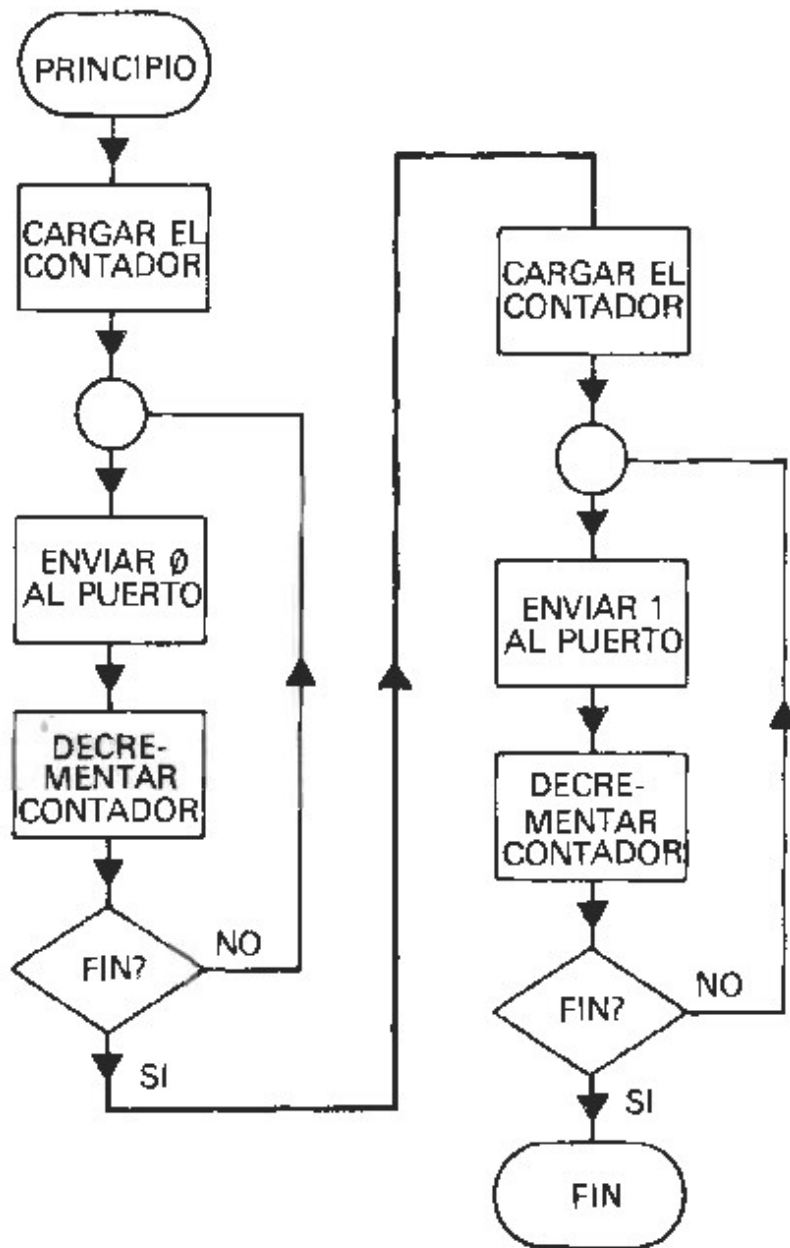 PRINCIPIO
CARGAR EL
CONTADOR
ENVIAR Ø
AL PUERTO
DECRE-
MENTAR
CONTADOR
FIN?
NO
SI
CARGAR EL
CONTADOR
ENVIAR 1
AL PUERTO
DECRE-
MENTAR
CONTADOR
FIN?
NO
SI
FIN